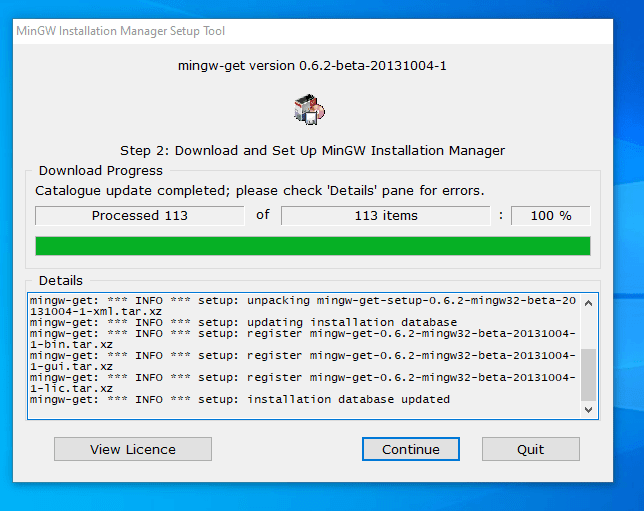 MinGW Installation Manager Setup Tool
mingw-get version 0.6.2-beta-20131004-1
Step 2: Download and Set Up MinGW Installation Manager
Download Progress
Catalogue update completed; please check 'Details' pane for errors.
Processed 113 of 113 items : 100 %
Details
mingw-get: *** INFO *** setup: unpacking mingw-get-setup-0.6.2-mingw32-beta-20
131004-1-xml.tar.xz
mingw-get: *** INFO *** setup: updating installation database
mingw-get: *** INFO *** setup: register mingw-get-0.6.2-mingw32-beta-20131004-
1-bin.tar.xz
mingw-get: *** INFO *** setup: register mingw-get-0.6.2-mingw32-beta-20131004-
1-gui.tar.xz
mingw-get: *** INFO *** setup: register mingw-get-0.6.2-mingw32-beta-20131004-
1-lic.tar.xz
mingw-get: *** INFO *** setup: installation database updated
View Licence Continue Quit